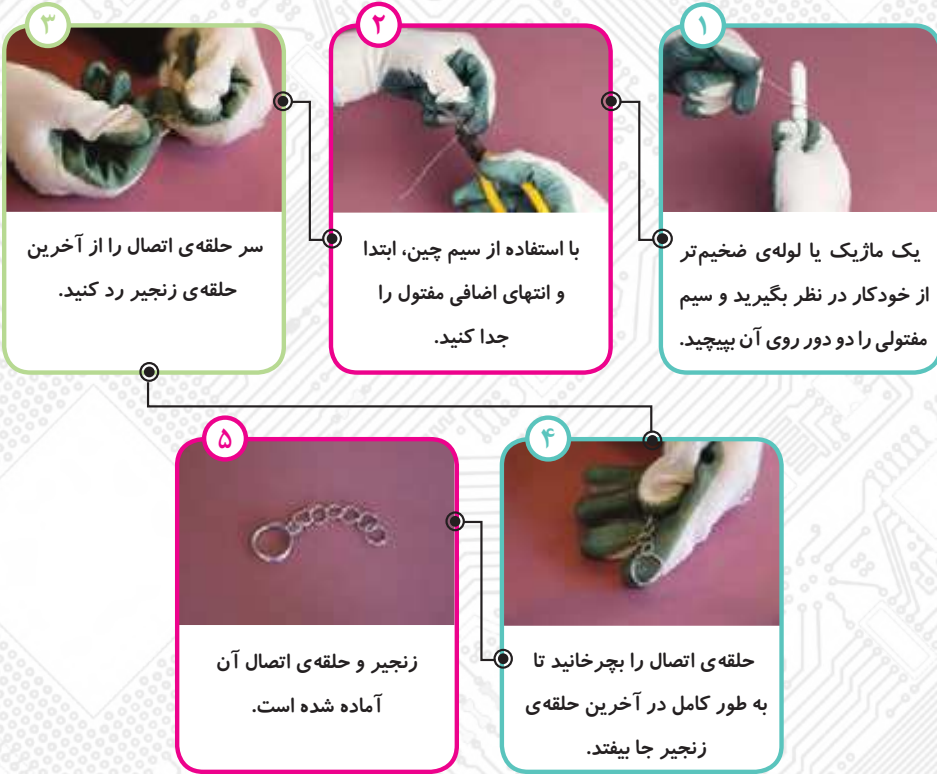 ۱
یک ماژیک یا لوله‌ی ضخیم‌تر
از خودکار در نظر بگیرید و سیم
مفتولی را دو دور روی آن بپیچید.
۲
با استفاده از سیم چین، ابتدا
و انتهای اضافی مفتول را
جدا کنید.
۳
سر حلقه‌ی اتصال را از آخرین
حلقه‌ی زنجیر رد کنید.
۴
حلقه‌ی اتصال را بچرخانید تا
به طور کامل در آخرین حلقه‌ی
زنجیر جا بیفتد.
۵
زنجیر و حلقه‌ی اتصال آن
آماده شده است.